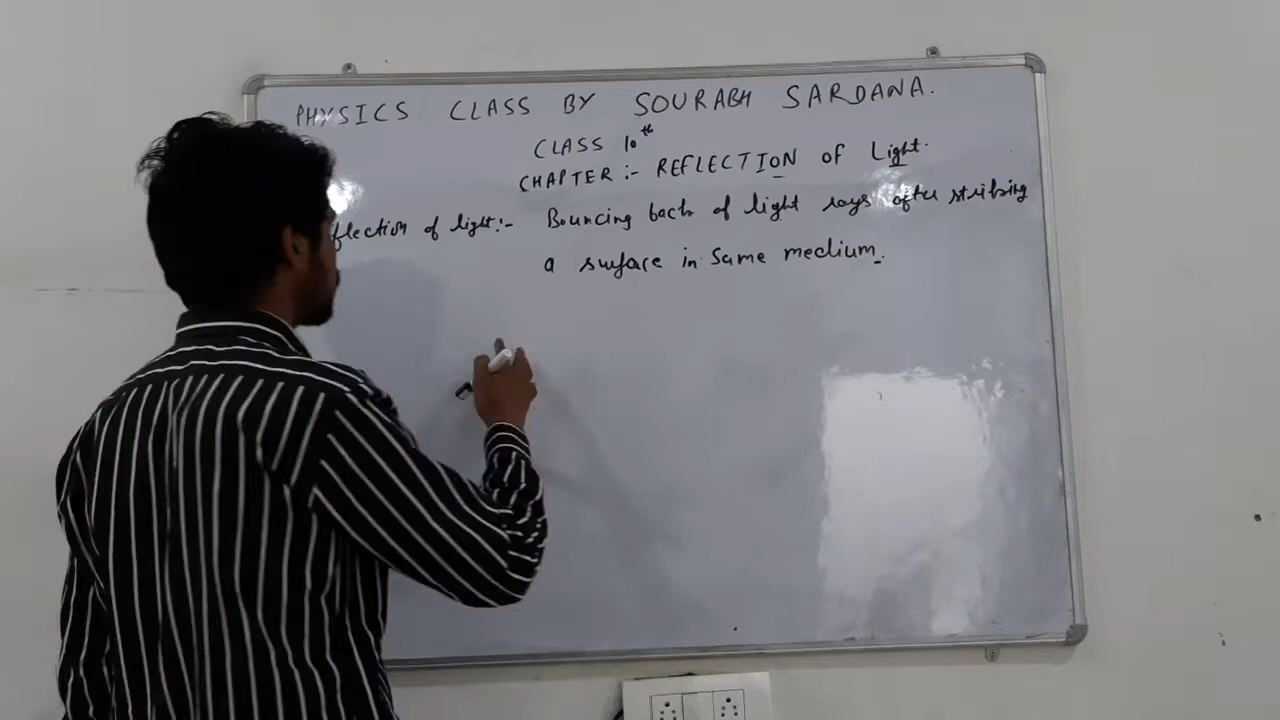 PHYSICS CLASS BY SOURABH SARDANA.
CLASS 10th
CHAPTER :- REFLECTION OF Light.
flection of light:- Bouncing back of light rays after striking
a surface in same medium.